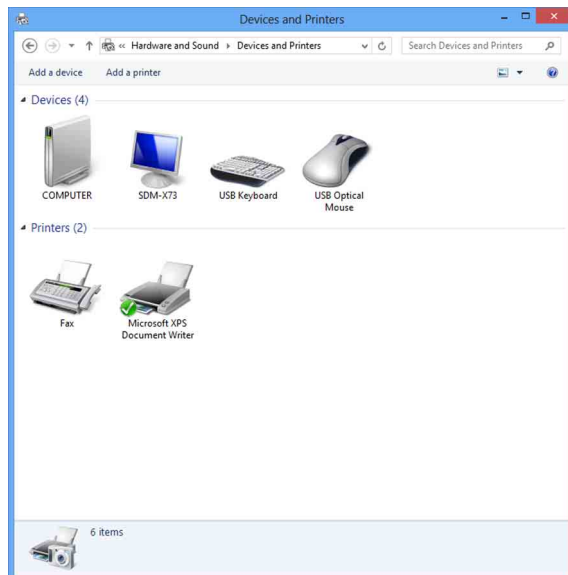 Devices and Printers
« Hardware and Sound Devices and Printers
Search Devices and Printers
Add a device Add a printer
Devices (4)
COMPUTER SDM-X73 USB Keyboard USB Optical
Mouse
Printers (2)
Fax Microsoft XPS
Document Writer
6 items